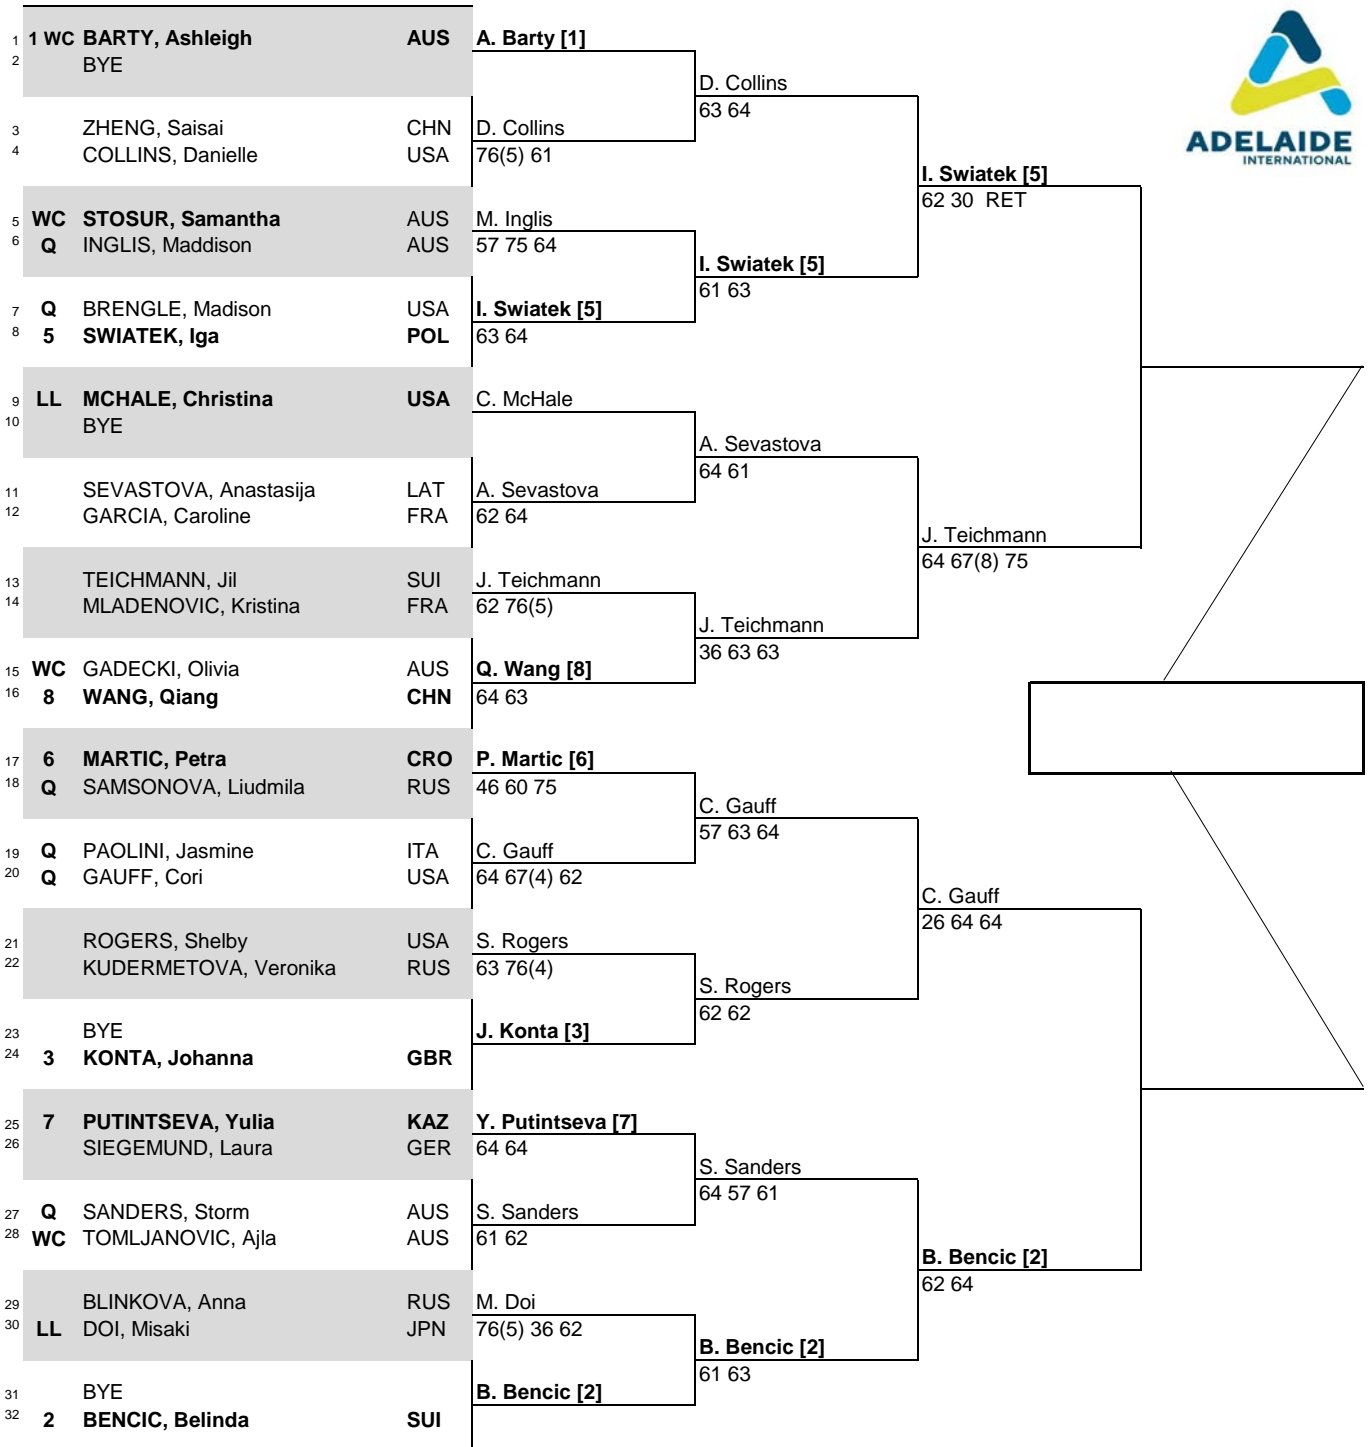 1 1 WC BARTY, Ashleigh AUS
2 BYE
3 ZHENG, Saisai CHN
4 COLLINS, Danielle USA
5 WC STOSUR, Samantha AUS
6 Q INGLIS, Maddison AUS
7 Q BRENGLE, Madison USA
8 5 SWIATEK, Iga POL
9 LL MCHALE, Christina USA
10 BYE
11 SEVASTOVA, Anastasija LAT
12 GARCIA, Caroline FRA
13 TEICHMANN, Jil SUI
14 MLADENOVIC, Kristina FRA
15 WC GADECKI, Olivia AUS
16 8 WANG, Qiang CHN
17 6 MARTIC, Petra CRO
18 Q SAMSONOVA, Liudmila RUS
19 Q PAOLINI, Jasmine ITA
20 Q GAUFF, Cori USA
21 ROGERS, Shelby USA
22 KUDERMETOVA, Veronika RUS
23 BYE
24 3 KONTA, Johanna GBR
25 7 PUTINTSEVA, Yulia KAZ
26 SIEGEMUND, Laura GER
27 Q SANDERS, Storm AUS
28 WC TOMLJANOVIC, Ajla AUS
29 BLINKOVA, Anna RUS
30 LL DOI, Misaki JPN
31 BYE
32 2 BENCIC, Belinda SUI
A. Barty [1]
D. Collins
76(5) 61
M. Inglis
57 75 64
I. Swiatek [5]
63 64
C. McHale
A. Sevastova
62 64
J. Teichmann
62 76(5)
Q. Wang [8]
64 63
P. Martic [6]
46 60 75
C. Gauff
64 67(4) 62
S. Rogers
63 76(4)
J. Konta [3]
Y. Putintseva [7]
64 64
S. Sanders
61 62
M. Doi
76(5) 36 62
B. Bencic [2]
D. Collins
63 64
I. Swiatek [5]
61 63
A. Sevastova
64 61
J. Teichmann
36 63 63
C. Gauff
57 63 64
S. Rogers
62 62
S. Sanders
64 57 61
B. Bencic [2]
61 63
I. Swiatek [5]
62 30 RET
J. Teichmann
64 67(8) 75
C. Gauff
26 64 64
B. Bencic [2]
62 64
ADELAIDE
INTERNATIONAL